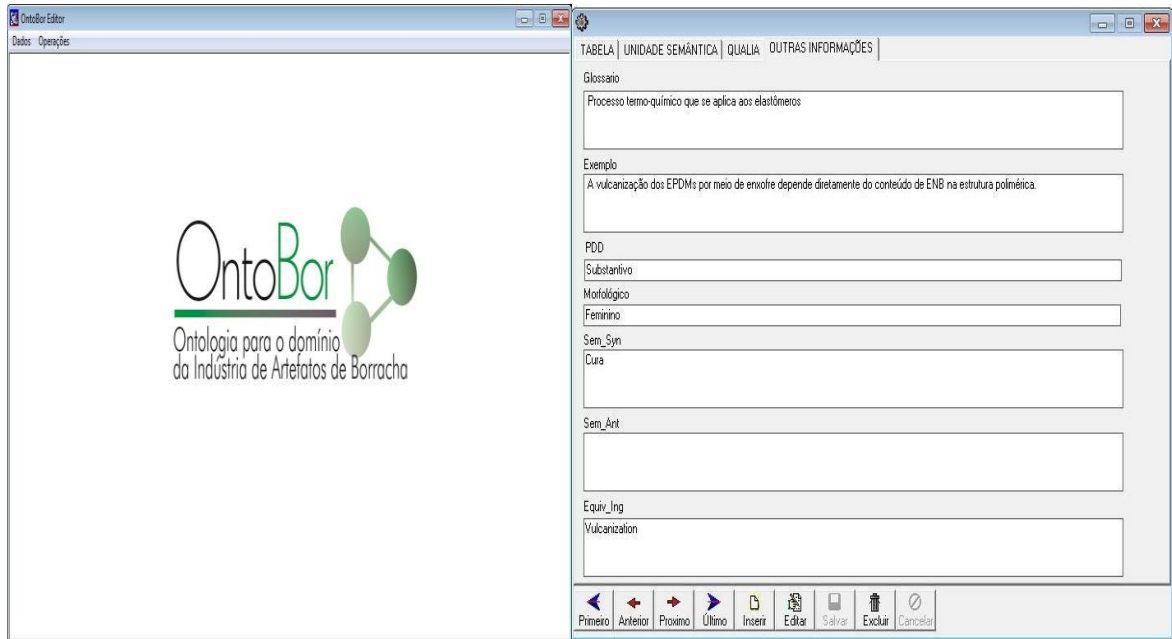 OntoBor Editor
Dados Operações
OntoBor
Ontologia para o domínio
da Indústria de Artefatos de Borracha
TABELA UNIDADE SEMÂNTICA QUALIA OUTRAS INFORMAÇÕES
Glossario
Processo termo-químico que se aplica aos elastômeros
Exemplo
A vulcanização dos EPDMs por meio de enxofre depende diretamente do conteúdo de ENB na estrutura polimérica.
PDD
Substantivo
Morfológico
Feminino
Sem_Syn
Cura
Sem_Ant
Equiv_Ing
Vulcanization
Primeiro Anterior Proximo Último Inserir Editar Salvar Excluir Cancelar